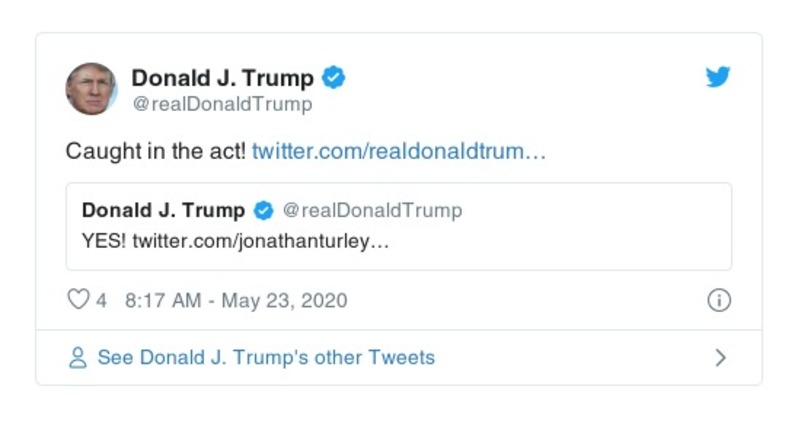 Donald J. Trump
@realDonaldTrump
Caught in the act! twitter.com/realdonaldtrum…
Donald J. Trump @realDonaldTrump
YES! twitter.com/jonathanturley…
4 8:17 AM - May 23, 2020
See Donald J. Trump's other Tweets